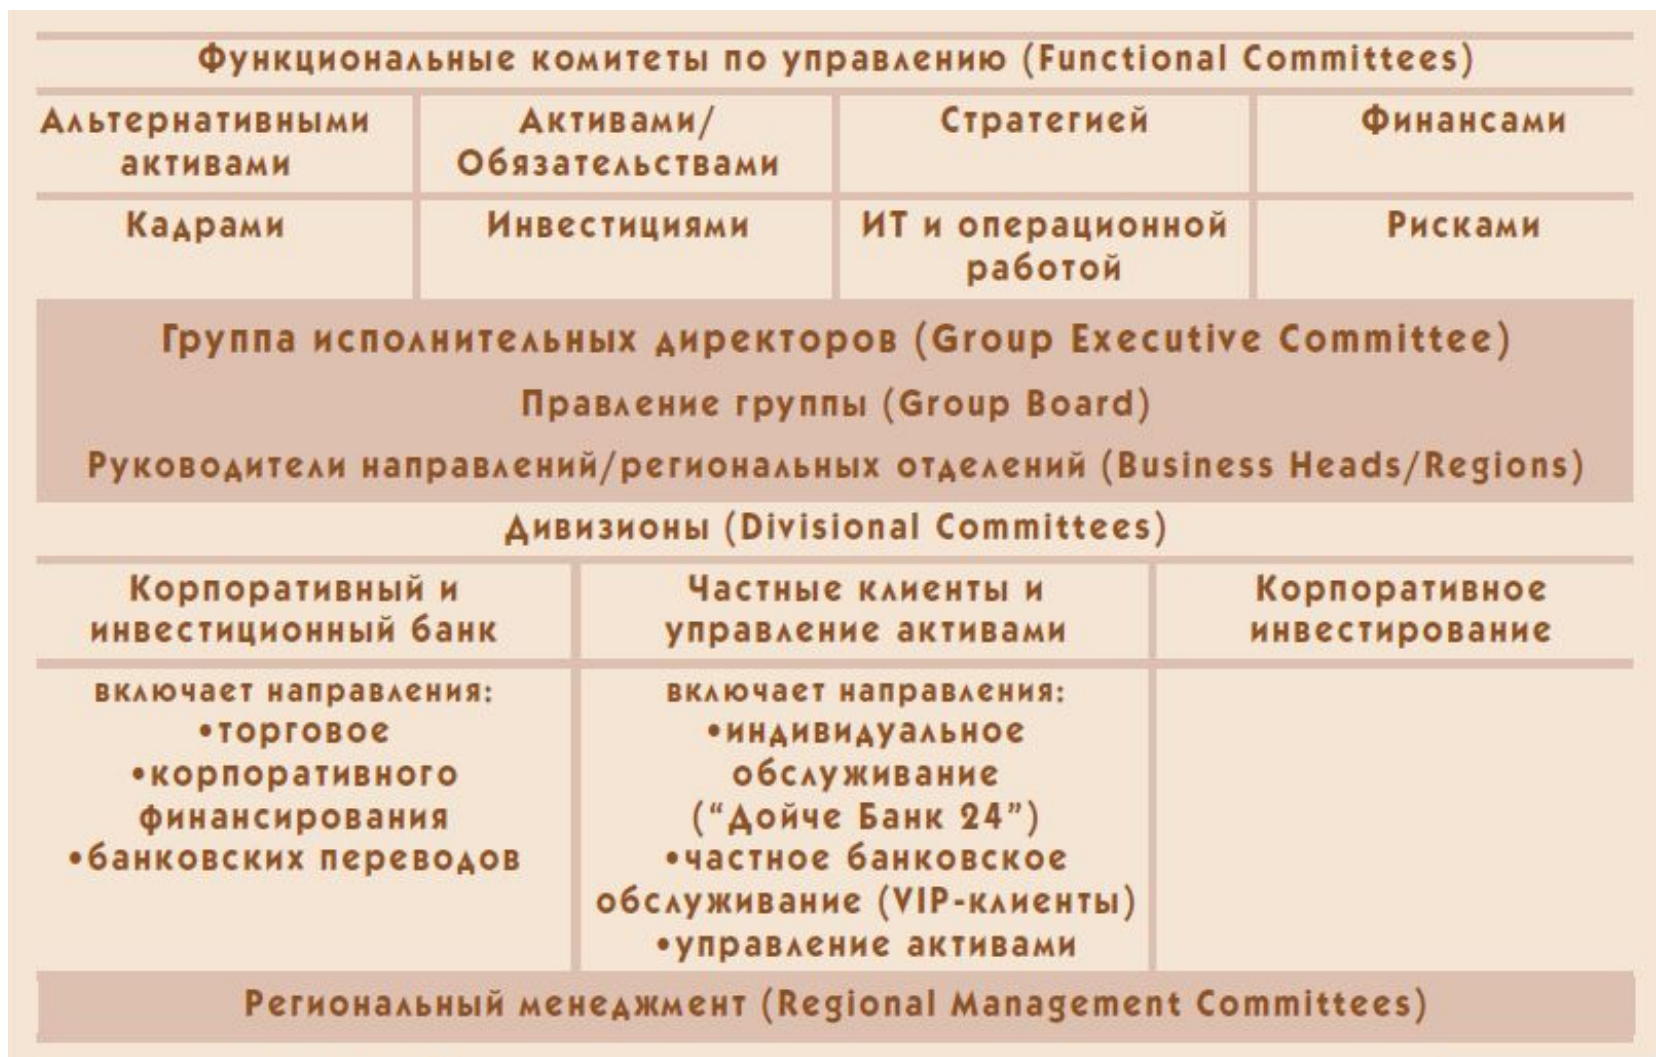 Функциональные комитеты по управлению (Functional Committees)
Альтернативными
активами
Активами/
Обязательствами
Стратегией
Финансами
Кадрами
Инвестициями
ИТ и операционной
работой
Рисками
Группа исполнительных директоров (Group Executive Committee)
Правление группы (Group Board)
Руководители направлений/региональных отделений (Business Heads/Regions)
Дивизионы (Divisional Committees)
Корпоративный и
инвестиционный банк
Частные клиенты и
управление активами
Корпоративное
инвестирование
включает направления:
•торговое
•корпоративного
финансирования
•банковских переводов
включает направления:
•индивидуальное
обслуживание
(“Дойче Банк 24”)
•частное банковское
обслуживание (VIP-клиенты)
•управление активами
Региональный менеджмент (Regional Management Committees)